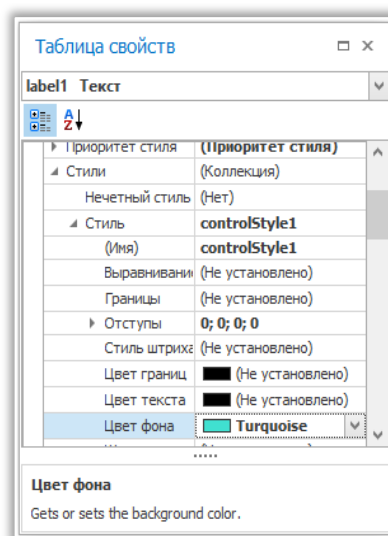 Таблица свойств
label1 Текст
Приоритет стиля (Приоритет стиля)
Стили (Коллекция)
Нечетный стиль (Нет)
Стиль controlStyle1
(Имя) controlStyle1
Выравнивани (Не установлено)
Границы (Не установлено)
Отступы 0; 0; 0; 0
Стиль штриха (Не установлено)
Цвет границ (Не установлено)
Цвет текста (Не установлено)
Цвет фона Turquoise
Цвет фона
Gets or sets the background color.